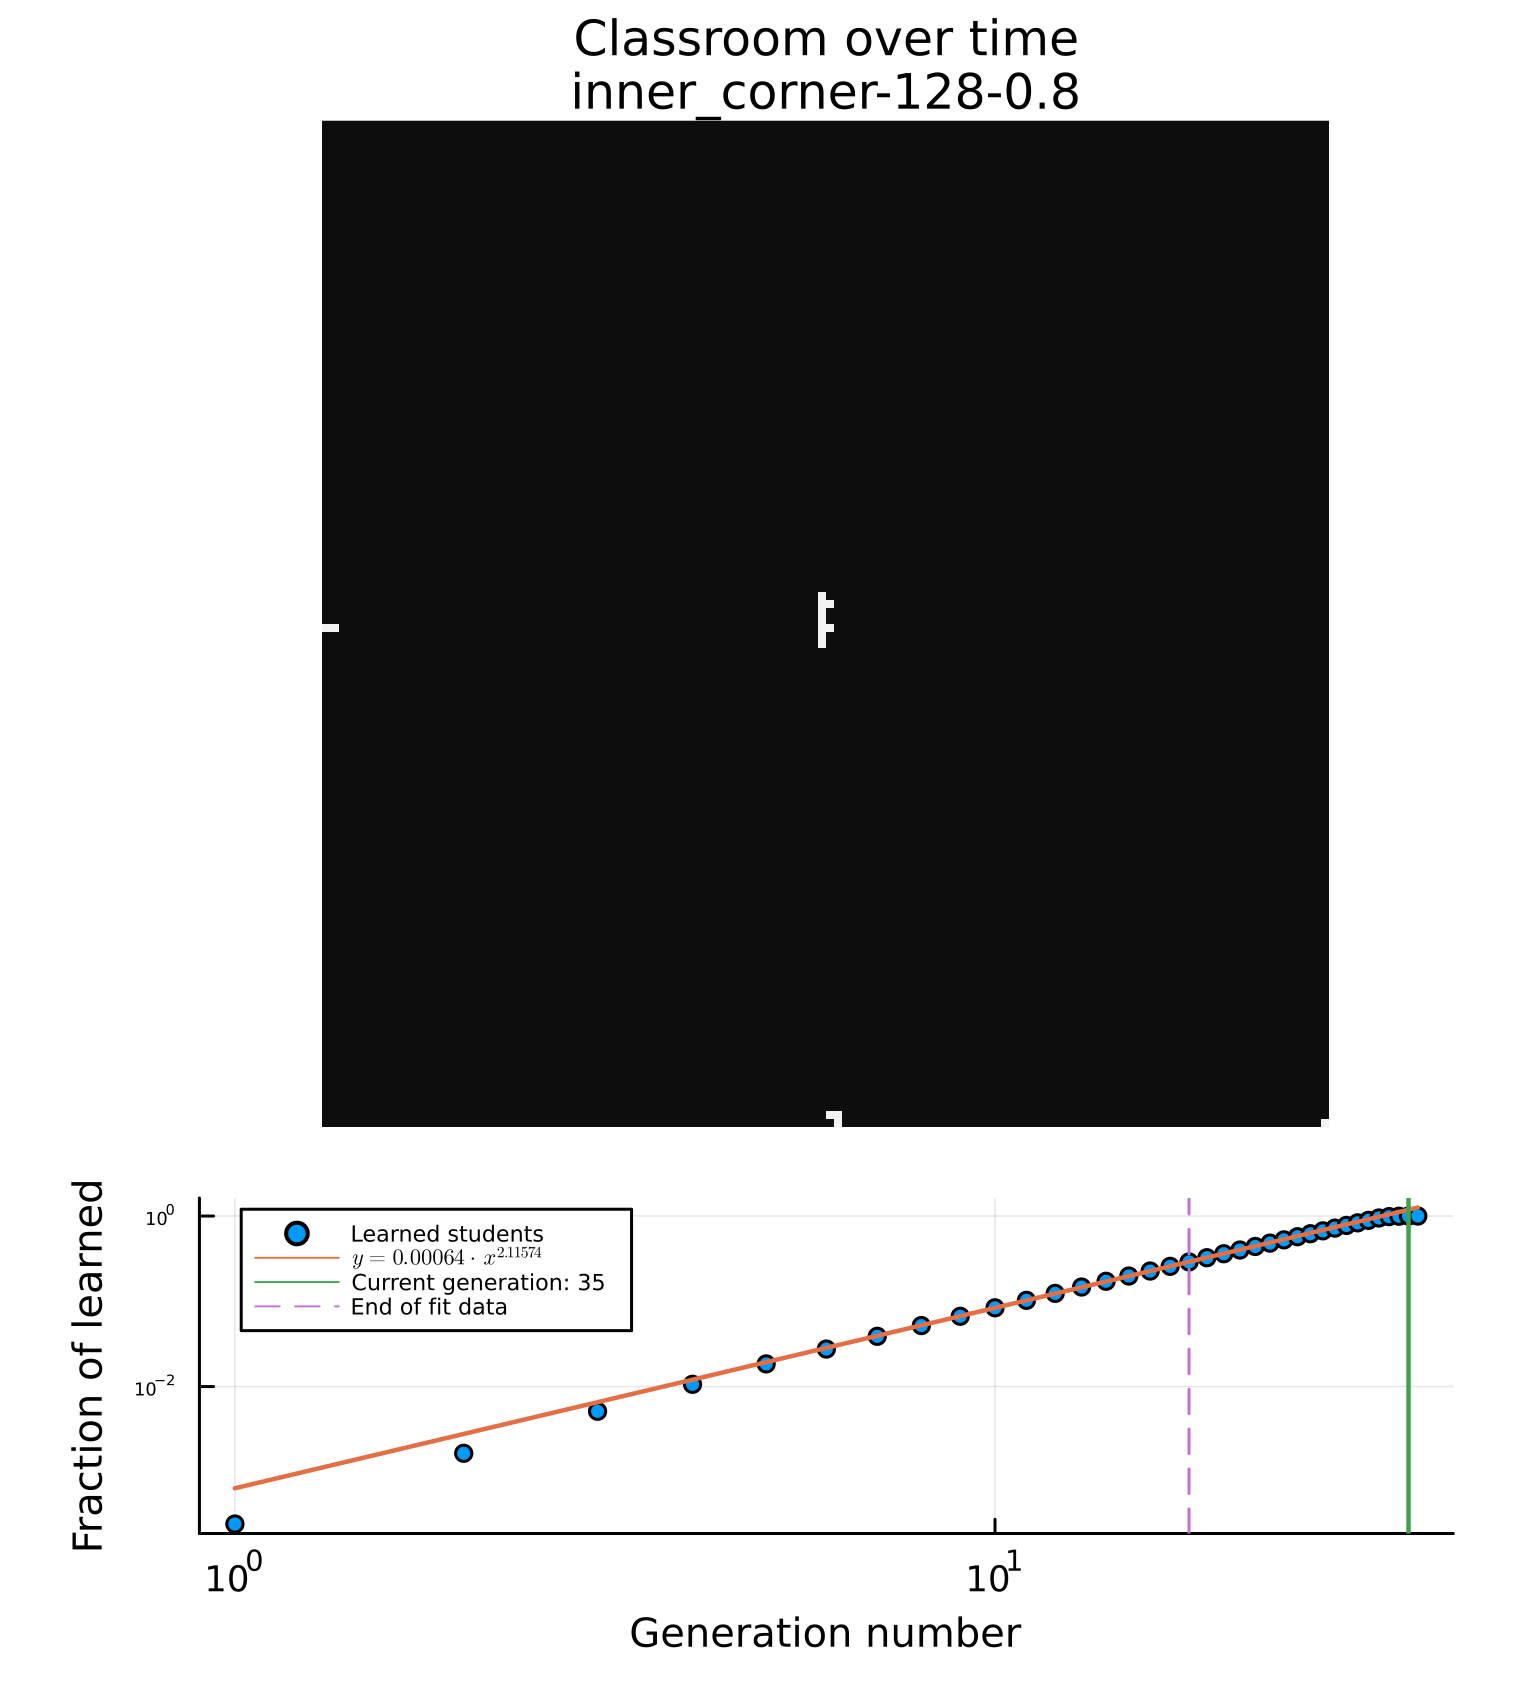 Classroom over time
inner_corner-128-0.8
Fraction of learned
10^0
10^−2
Learned students
y = 0.00064 · x^2.11574
Current generation: 35
End of fit data
10^0
10^1
Generation number